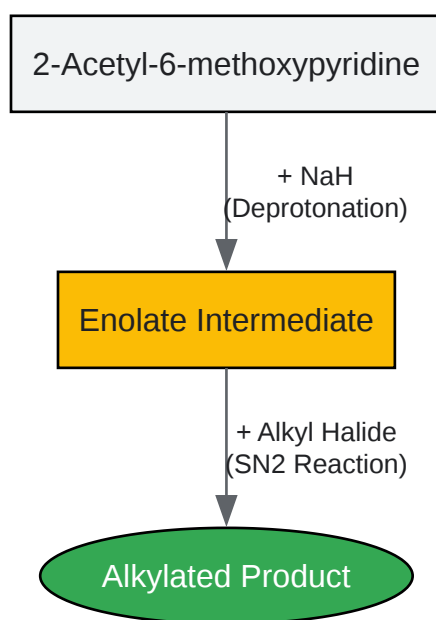 2-Acetyl-6-methoxypyridine
+ NaH
(Deprotonation)
Enolate Intermediate
+ Alkyl Halide
(SN2 Reaction)
Alkylated Product